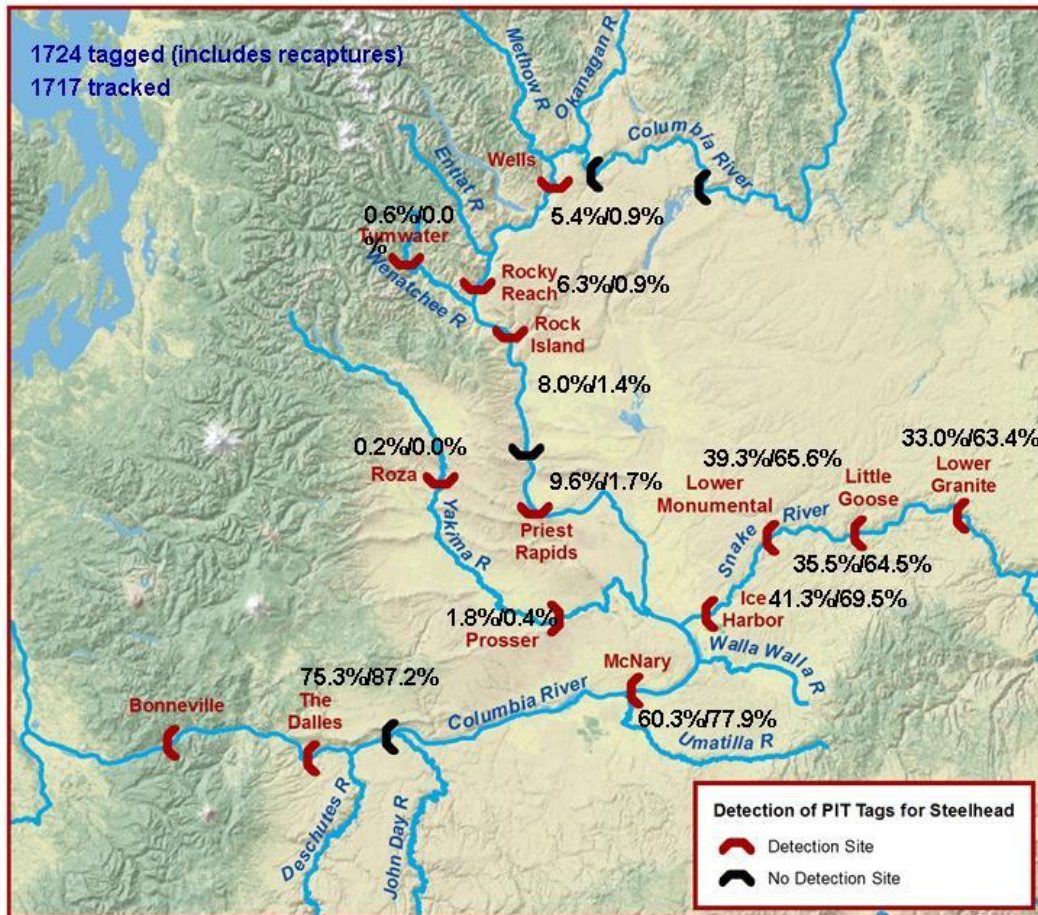 1724 tagged (includes recaptures)
1717 tracked
Methow R
Okanagan R
Columbia River
Wells
Entiat R
5.4%/0.9%
0.6%/0.0
%
Tumwater
Wenatchee R
Rocky
Reach
6.3%/0.9%
Rock
Island
8.0%/1.4%
0.2%/0.0%
Roza
Yakima R
9.6%/1.7%
Priest
Rapids
39.3%/65.6%
Lower
Monumental
33.0%/63.4%
Lower
Granite
Little
Goose
Snake River
35.5%/64.5%
Ice
Harbor
41.3%/69.5%
Walla Walla R
1.8%/0.4%
Prosser
McNary
60.3%/77.9%
Umatilla R
75.3%/87.2%
The
Dalles
Bonneville
Columbia River
Deschutes R
John Day R
Detection of PIT Tags for Steelhead
Detection Site
No Detection Site